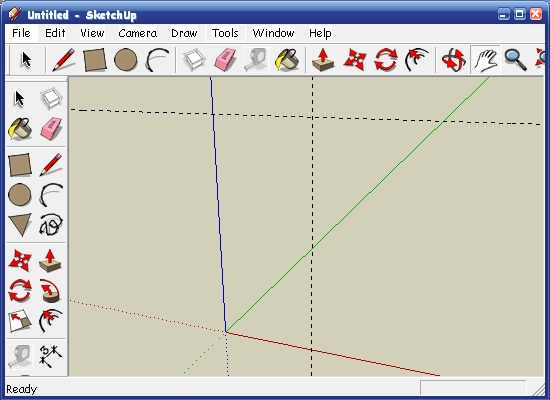 Untitled - SketchUp
File Edit View Camera Draw Tools Window Help
Ready